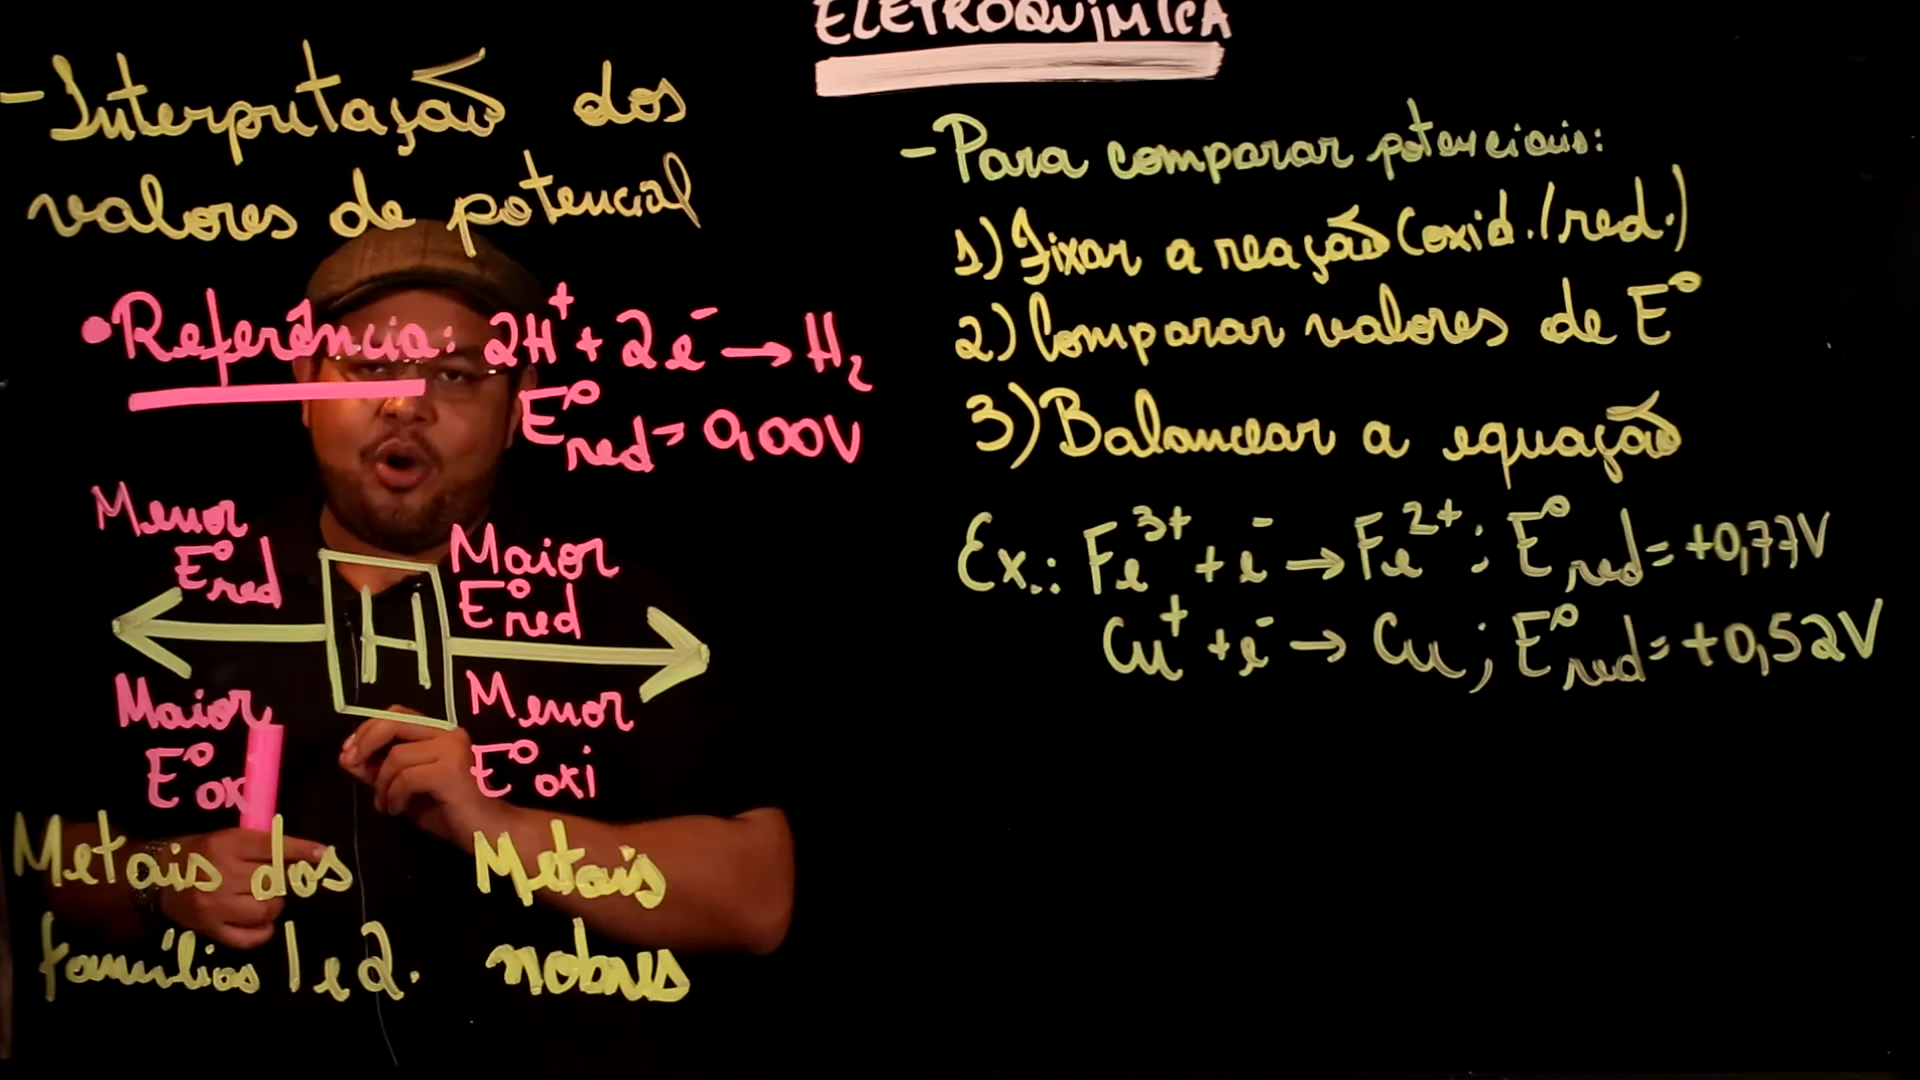 ELETROQUÍMICA
- Interpretação dos
valores de potencial
• Referência: 2H⁺ + 2e⁻ → H₂
E°red = 0,00V
Menor
E°red
Maior
E°red
H
Maior
E°ox
Menor
E°oxi
Metais dos
famílias 1 e 2.
Metais
nobres
- Para comparar potenciais:
1) Fixar a reação (oxid./red.)
2) Comparar valores de E°
3) Balancear a equação
Ex.: Fe³⁺ + e⁻ → Fe²⁺; E°red = +0,77V
Cu⁺ + e⁻ → Cu; E°red = +0,52V